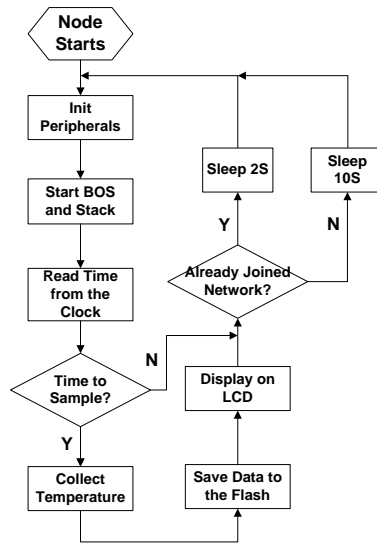 Node
Starts
Init
Peripherals
Start BOS
and Stack
Read Time
from the
Clock
Time to
Sample?
N
Y
Collect
Temperature
Save Data to
the Flash
Display on
LCD
Already Joined
Network?
Y
N
Sleep 2S
Sleep
10S